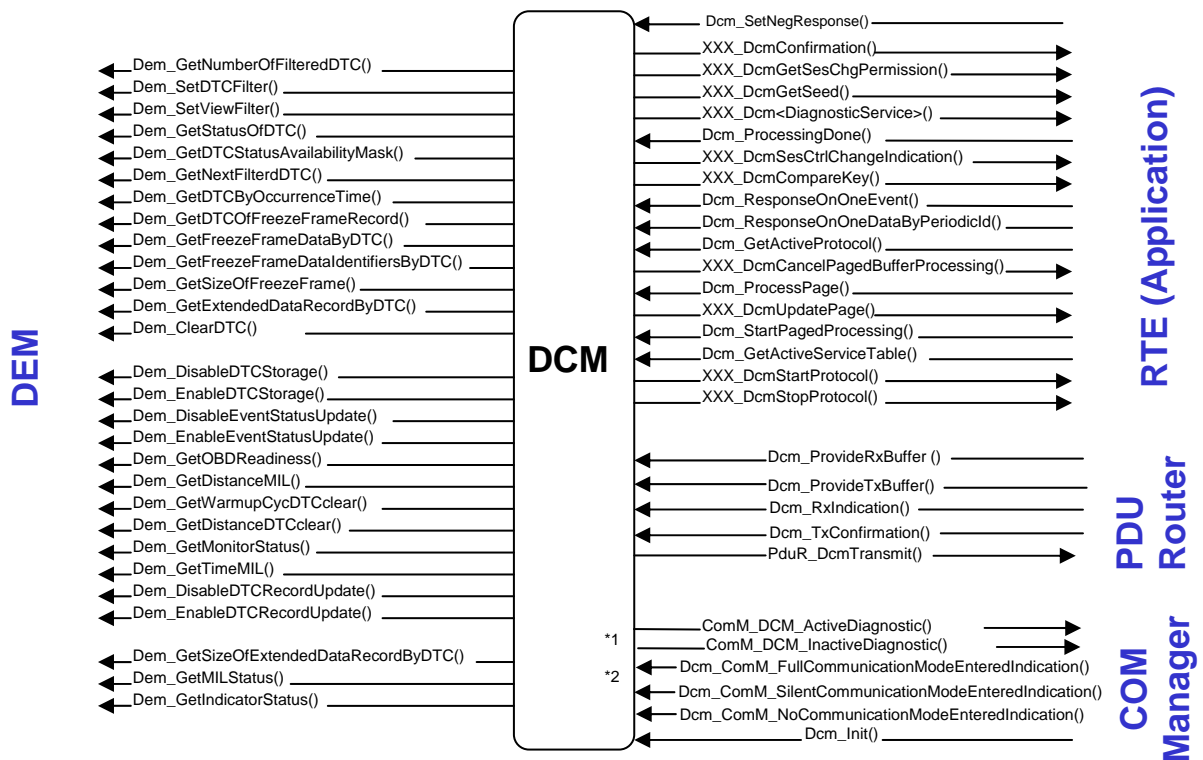 DEM
Dem_GetNumberOfFilteredDTC()
Dem_SetDTCFilter()
Dem_SetViewFilter()
Dem_GetStatusOfDTC()
Dem_GetDTCStatusAvailabilityMask()
Dem_GetNextFilterdDTC()
Dem_GetDTCByOccurrenceTime()
Dem_GetDTCOfFreezeFrameRecord()
Dem_GetFreezeFrameDataByDTC()
Dem_GetFreezeFrameDataIdentifiersByDTC()
Dem_GetSizeOfFreezeFrame()
Dem_GetExtendedDataRecordByDTC()
Dem_ClearDTC()
Dem_DisableDTCStorage()
Dem_EnableDTCStorage()
Dem_DisableEventStatusUpdate()
Dem_EnableEventStatusUpdate()
Dem_GetOBDReadiness()
Dem_GetDistanceMIL()
Dem_GetWarmupCycDTCclear()
Dem_GetDistanceDTCclear()
Dem_GetMonitorStatus()
Dem_GetTimeMIL()
Dem_DisableDTCRecordUpdate()
Dem_EnableDTCRecordUpdate()
Dem_GetSizeOfExtendedDataRecordByDTC()
Dem_GetMILStatus()
Dem_GetIndicatorStatus()
DCM
*1
*2
Dcm_SetNegResponse()
XXX_DcmConfirmation()
XXX_DcmGetSesChgPermission()
XXX_DcmGetSeed()
XXX_Dcm<DiagnosticService>()
Dcm_ProcessingDone()
XXX_DcmSesCtrlChangeIndication()
XXX_DcmCompareKey()
Dcm_ResponseOnOneEvent()
Dcm_ResponseOnOneDataByPeriodicId()
Dcm_GetActiveProtocol()
XXX_DcmCancelPagedBufferProcessing()
Dcm_ProcessPage()
XXX_DcmUpdatePage()
Dcm_StartPagedProcessing()
Dcm_GetActiveServiceTable()
XXX_DcmStartProtocol()
XXX_DcmStopProtocol()
RTE (Application)
Dcm_ProvideRxBuffer ()
Dcm_ProvideTxBuffer()
Dcm_RxIndication()
Dcm_TxConfirmation()
PduR_DcmTransmit()
PDU
Router
ComM_DCM_ActiveDiagnostic()
ComM_DCM_InactiveDiagnostic()
Dcm_ComM_FullCommunicationModeEnteredIndication()
Dcm_ComM_SilentCommunicationModeEnteredIndication()
Dcm_ComM_NoCommunicationModeEnteredIndication()
Dcm_Init()
COM
Manager